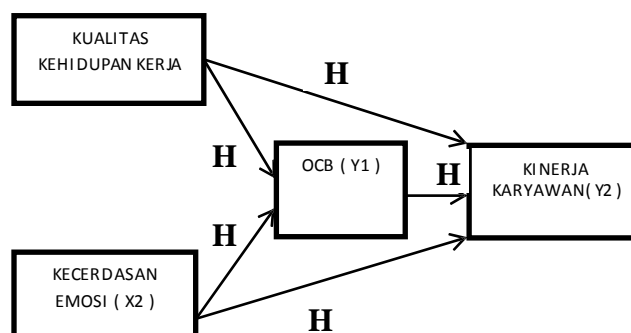 KUALITAS
KEHIDUPAN KERJA
H
H
OCB ( Y1 )
H
KINERJA
KARYAWAN( Y2 )
H
KECERDASAN
EMOSI ( X2 )
H